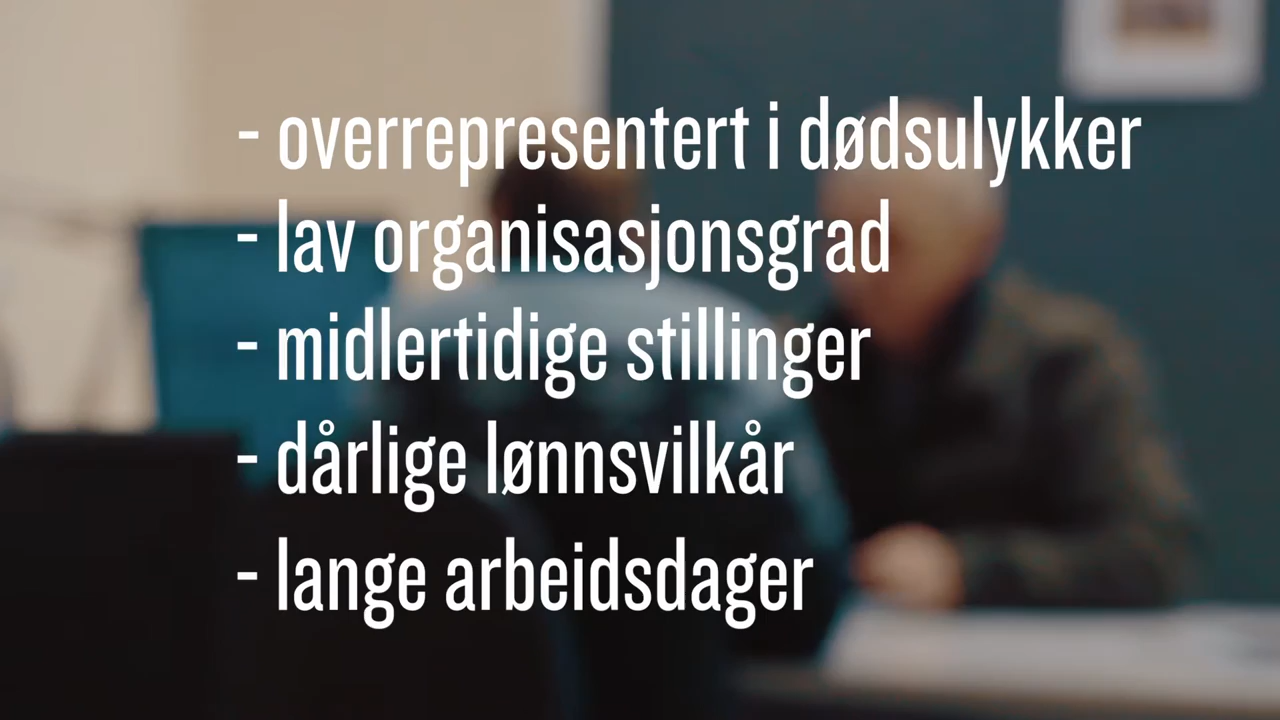 - overrepresentert i dødsulykker
- lav organisasjonsgrad
- midlertidige stillinger
- dårlige lønnsvilkår
- lange arbeidsdager